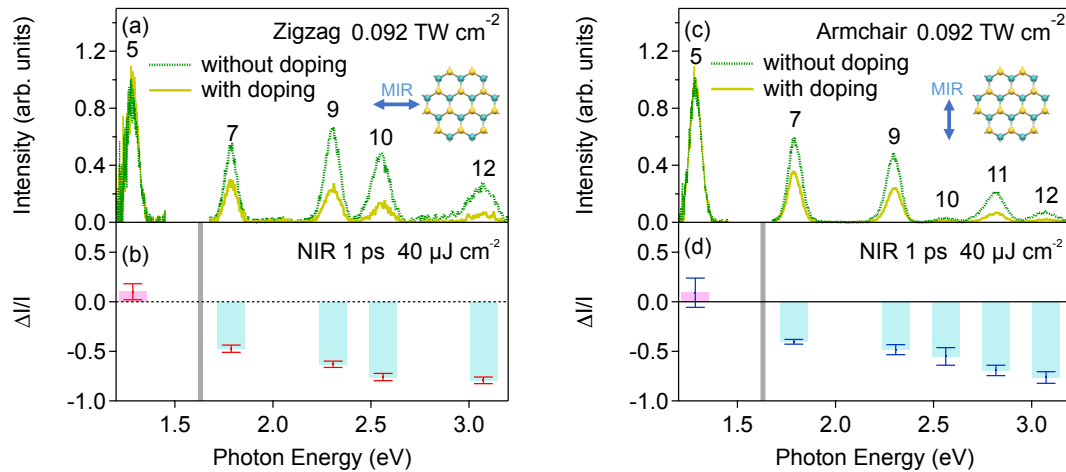 (a) Zigzag 0.092 TW cm-2
without doping
with doping
MIR
5
7
9
10
12
Intensity (arb. units)
1.2
0.8
0.4
0.0
(b) NIR 1 ps 40 μJ cm-2
ΔI/I
0.5
0.0
-0.5
-1.0
1.5 2.0 2.5 3.0
Photon Energy (eV)
(c) Armchair 0.092 TW cm-2
without doping
with doping
MIR
5
7
9
10
11
12
Intensity (arb. units)
1.2
0.8
0.4
0.0
(d) NIR 1 ps 40 μJ cm-2
ΔI/I
0.5
0.0
-0.5
-1.0
1.5 2.0 2.5 3.0
Photon Energy (eV)